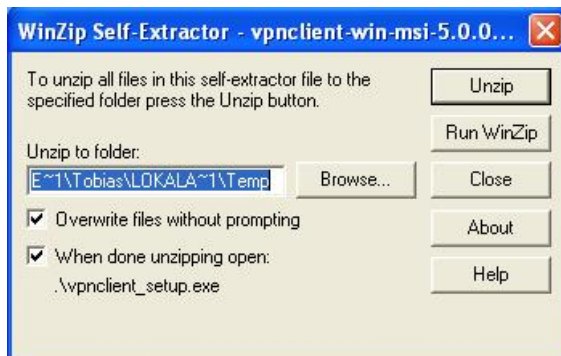 WinZip Self-Extractor - vpnclient-win-msi-5.0.0...
To unzip all files in this self-extractor file to the
specified folder press the Unzip button.
Unzip to folder:
E~1\Tobias\LOKALA~1\Temp
Browse...
Overwrite files without prompting
When done unzipping open:
.\vpnclient_setup.exe
Unzip
Run WinZip
Close
About
Help